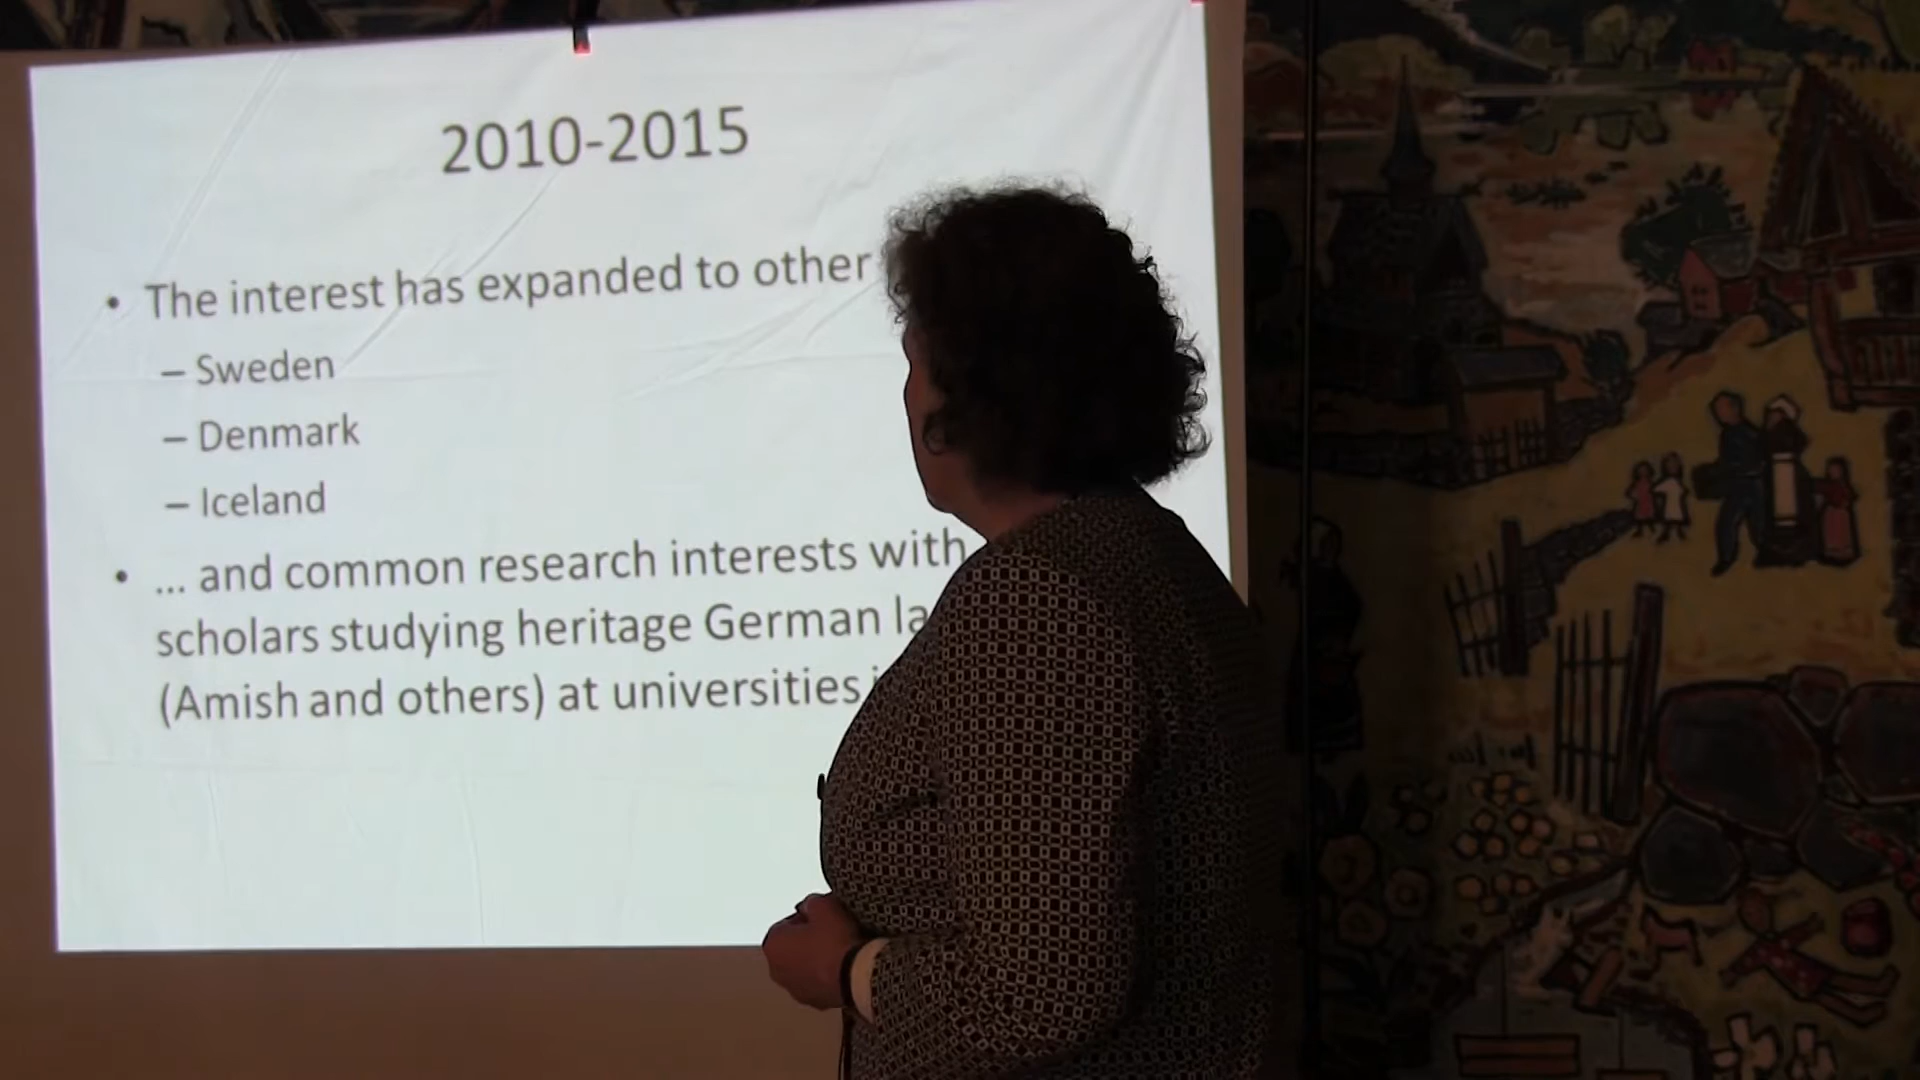 2010-2015
• The interest has expanded to other
– Sweden
– Denmark
– Iceland
• ... and common research interests with
scholars studying heritage German
(Amish and others) at universities